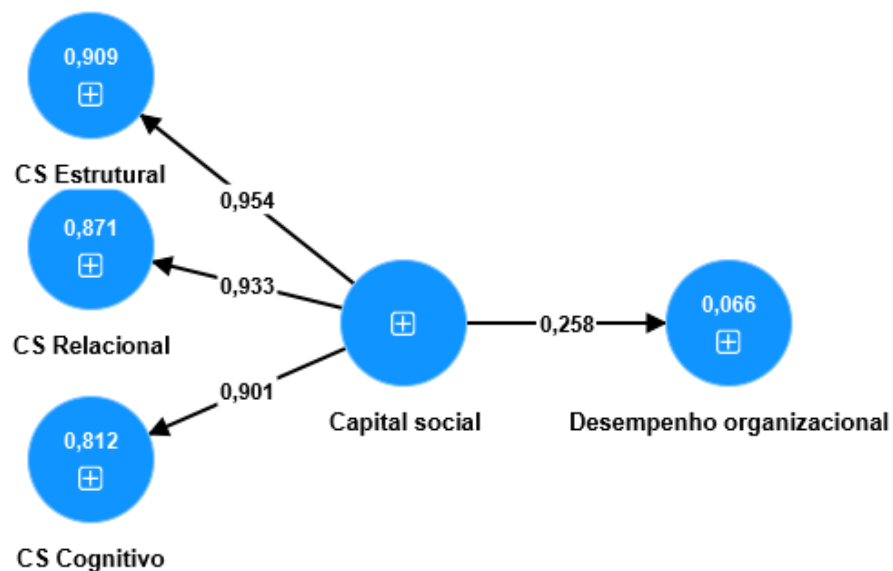 0,909
CS Estrutural
0,954
0,871
CS Relacional
0,933
0,812
CS Cognitivo
0,901
Capital social
0,258
0,066
Desempenho organizacional